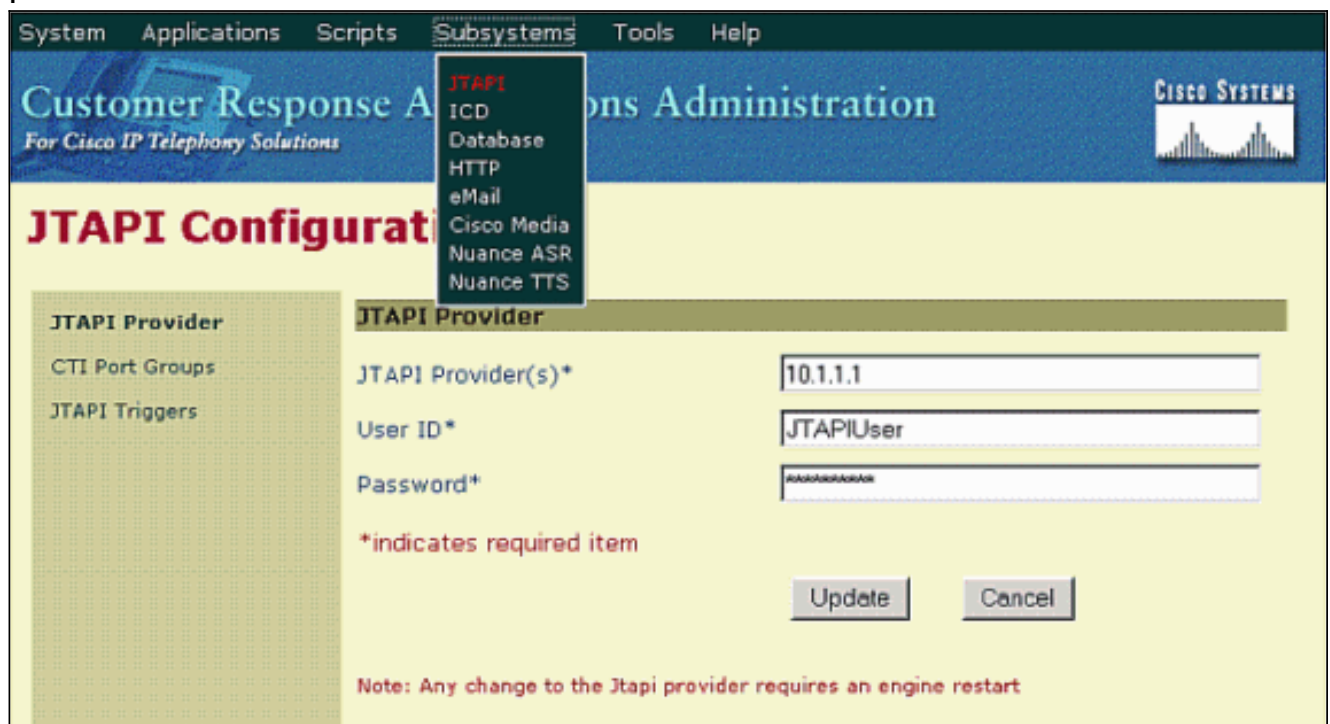 System Applications Scripts Subsystems Tools Help
Customer Response A ons Administration
For Cisco IP Telephony Solutions
CISCO SYSTEMS
JTAPI
ICD
Database
HTTP
eMail
Cisco Media
Nuance ASR
Nuance TTS
JTAPI Configurati
JTAPI Provider
CTI Port Groups
JTAPI Triggers
JTAPI Provider
JTAPI Provider(s)* 10.1.1.1
User ID* JTAPIUser
Password* **********
*indicates required item
Update Cancel
Note: Any change to the Jtapi provider requires an engine restart